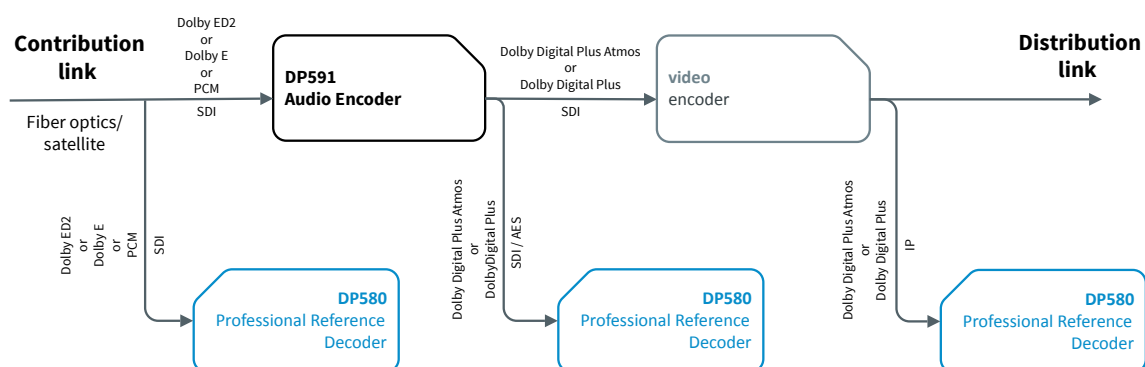 Contribution
link
Dolby ED2
or
Dolby E
or
PCM
SDI
Fiber optics/
satellite
DP591
Audio Encoder
Dolby Digital Plus Atmos
or
Dolby Digital Plus
SDI
video
encoder
Distribution
link
Dolby ED2
or
Dolby E
or
PCM
SDI
DP580
Professional Reference
Decoder
Dolby Digital Plus Atmos
or
DolbyDigital Plus
SDI / AES
DP580
Professional Reference
Decoder
Dolby Digital Plus Atmos
or
Dolby Digital Plus
IP
DP580
Professional Reference
Decoder